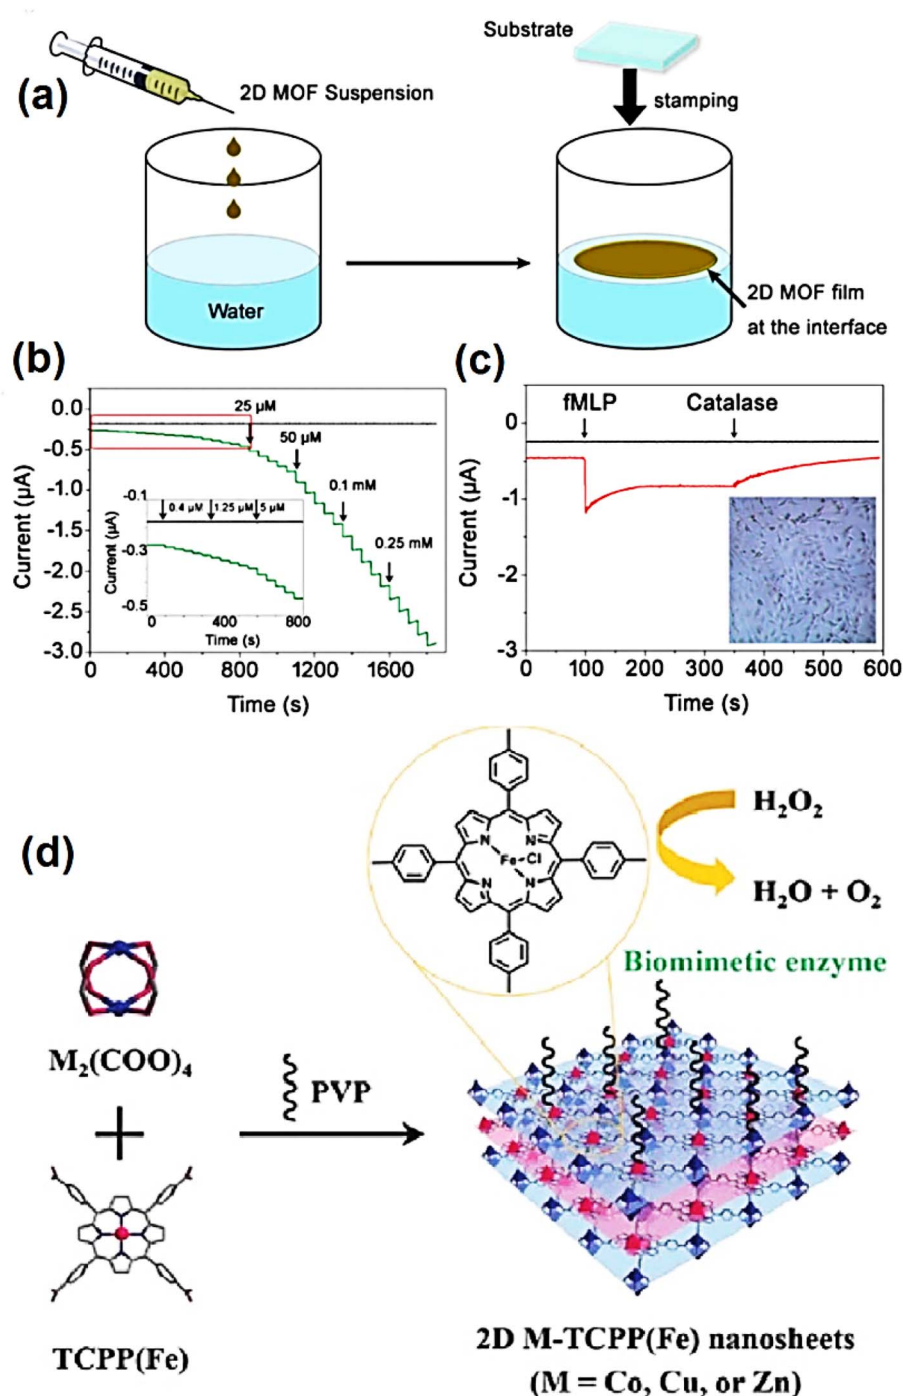 (a)
2D MOF Suspension
Water
Substrate
stamping
2D MOF film
at the interface
(b)
0.0
-0.5
-1.0
-1.5
-2.0
-2.5
-3.0
Current (µA)
25 µM
50 µM
0.1 mM
0.25 mM
-0.1
-0.3
-0.5
Current (µA)
0.4 µM
1.25 µM
5 µM
0 400 400 800
Time (s)
0 400 800 1200 1600
Time (s)
(c)
0
-1
-2
-3
Current (µA)
fMLP
Catalase
0 100 200 300 400 500 600
Time (s)
(d)
M₂(COO)₄
TCPP(Fe)
PVP
N
N
Fe
Cl
N
N
H₂O₂
H₂O + O₂
Biomimetic enzyme
2D M-TCPP(Fe) nanosheets
(M = Co, Cu, or Zn)